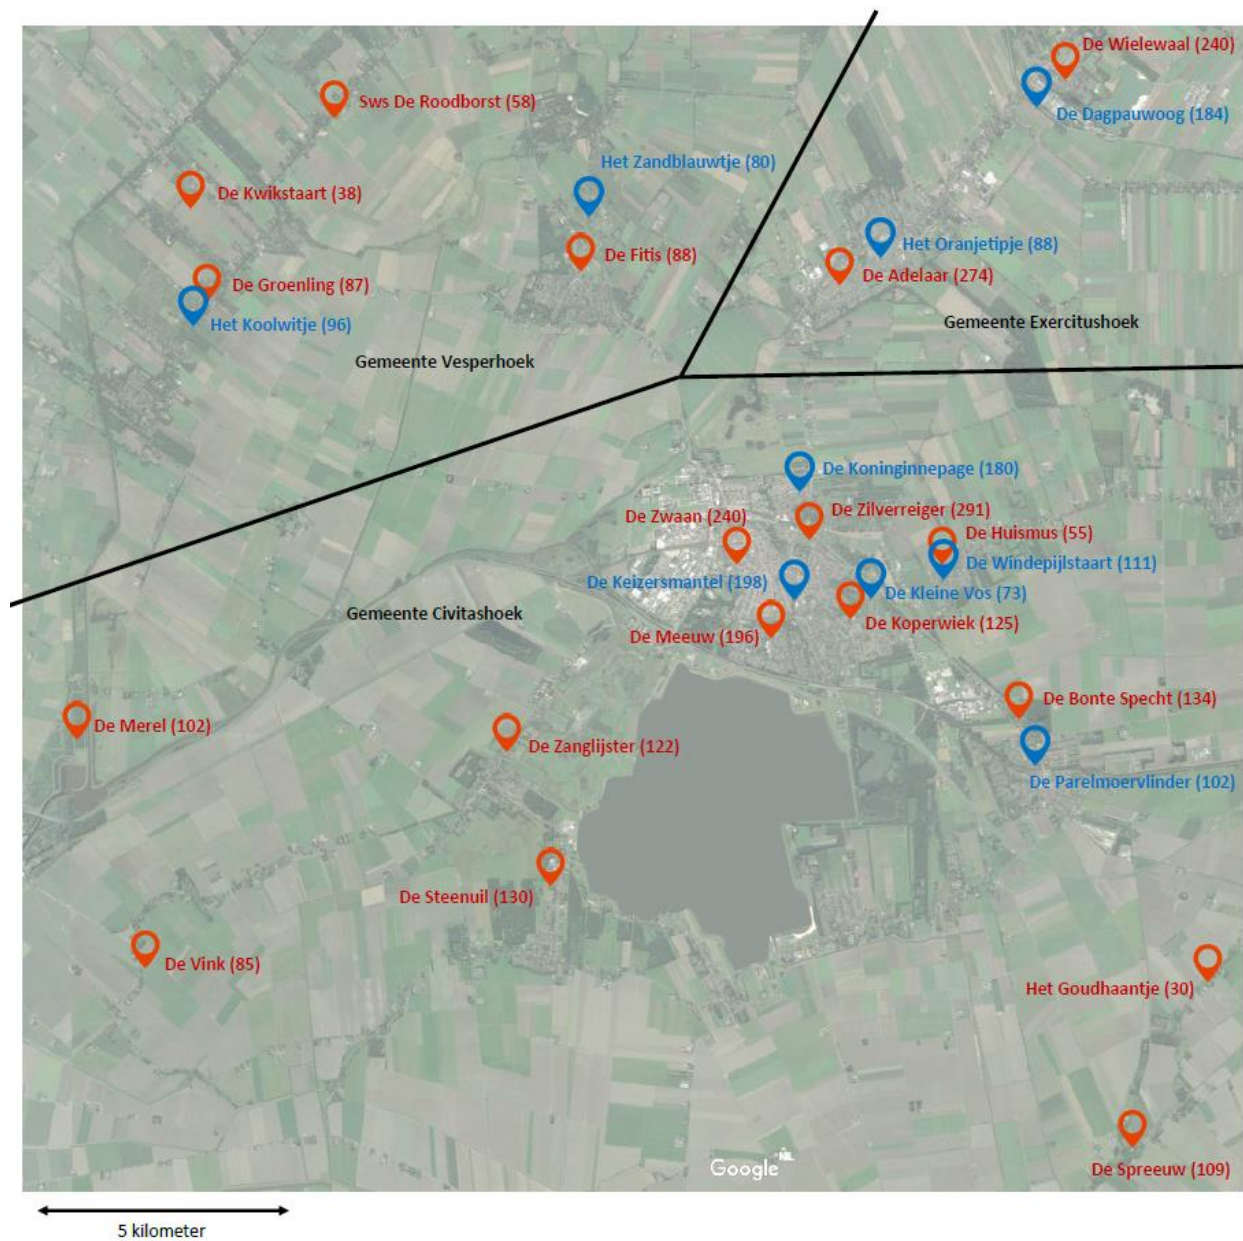 De Wielewaal (240)
Sws De Roodborst (58)
De Dagpauwoog (184)
Het Zandblauwtje (80)
De Kwikstaart (38)
Het Oranjetipje (88)
De Fitis (88)
De Adelaar (274)
De Groenling (87)
Het Koolwitje (96)
Gemeente Exercitushoek
Gemeente Vesperhoek
De Koninginnepage (180)
De Zilverreiger (291)
De Zwaan (240)
De Huismus (55)
De Windepijlstaart (111)
De Keizersmantel (198)
De Kleine Vos (73)
Gemeente Civitashoek
De Koperwiek (125)
De Meeuw (196)
De Bonte Specht (134)
De Merel (102)
De Zanglijster (122)
De Parelmoervlinder (102)
De Steenuil (130)
De Vink (85)
Het Goudhaantje (30)
Google
De Spreeuw (109)
5 kilometer